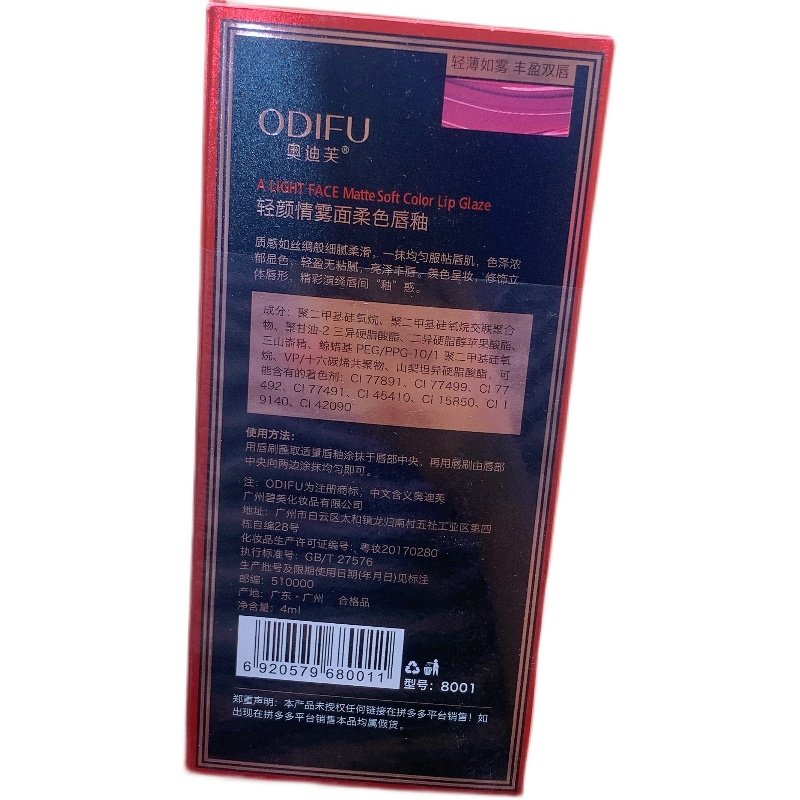 轻薄如雾 丰盈双唇
ODIFU
奥迪芙®
A LIGHT FACE Matte Soft Color Lip Glaze
轻颜情雾面柔色唇釉
质感如丝绸般细腻柔滑，一抹均匀服帖唇肌，色泽浓
郁显色、轻盈无粘腻，亮泽丰唇。羡色呈妆，修饰立
体唇形，精彩演绎唇间“釉”惑。
成分：聚二甲基硅氧烷、聚二甲基硅氧烷交联聚合
物、聚甘油-2 三异硬脂酸酯、二异硬脂醇苹果酸酯、
三山嵛精、鲸蜡基 PEG/PPG-10/1 聚二甲基硅氧
烷、VP/十六碳烯共聚物、山梨坦异硬脂酸酯，可
能含有的着色剂：CI 77891、CI 77499、CI 77
492、CI 77491、CI 45410、CI 15850、CI 1
9140、CI 42090
使用方法：
用唇刷蘸取适量唇釉涂抹于唇部中央，再用唇刷由唇部
中央向两边涂抹均匀即可。
注：ODIFU为注册商标，中文含义奥迪芙
广州碧美化妆品有限公司
地址：广州市白云区太和镇龙归南村五社工业区第四
栋自编28号
化妆品生产许可证编号：粤妆20170280
执行标准号：GB/T 27576
生产批号及限期使用日期(年月日)见标注
邮编：510000
产地：广东·广州 合格品
净含量：4ml
6 920579 680011
型号：8001
郑重声明：本产品未授权任何链接在拼多多平台销售！如
出现在拼多多平台销售本品均属假货。